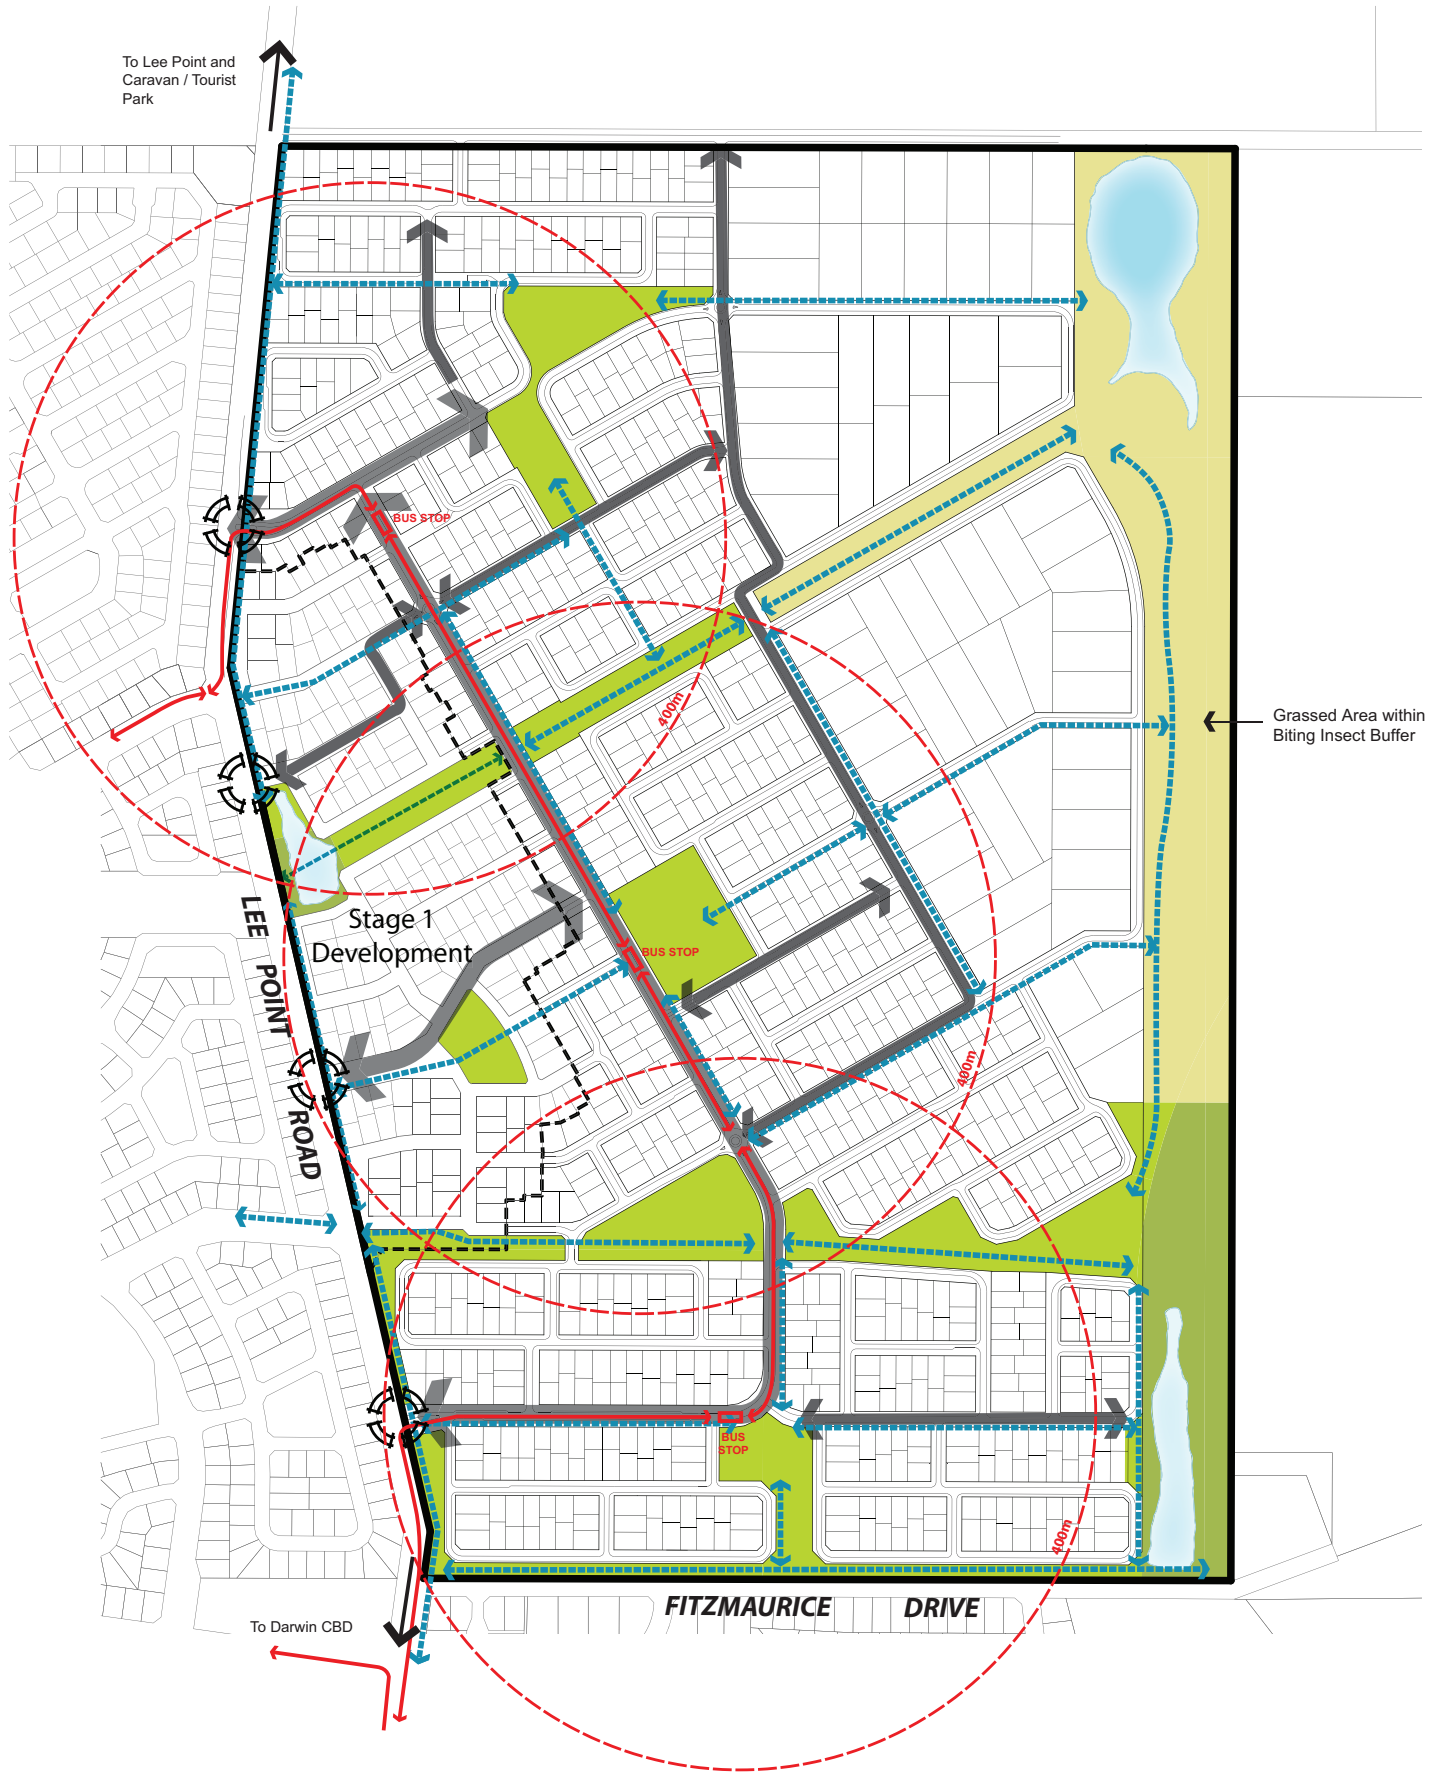 To Lee Point and
Caravan / Tourist
Park
BUS STOP
400m
Grassed Area within
Biting Insect Buffer
LEE POINT ROAD
Stage 1
Development
BUS STOP
400m
BUS
STOP
400m
FITZMAURICE DRIVE
To Darwin CBD